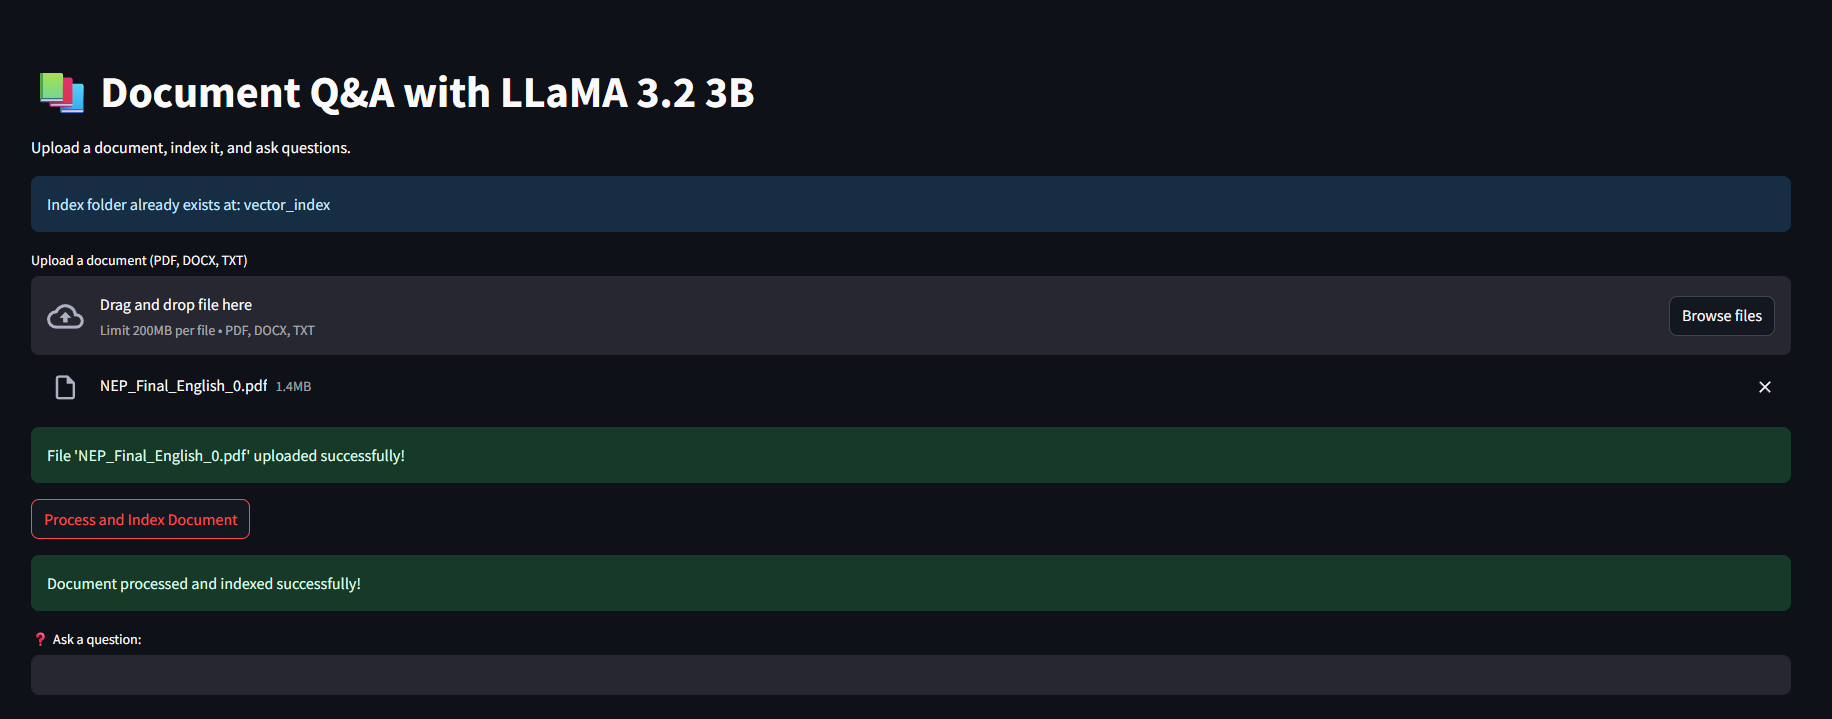 Document Q&A with LLaMA 3.2 3B
Upload a document, index it, and ask questions.
Index folder already exists at: vector_index
Upload a document (PDF, DOCX, TXT)
Drag and drop file here
Limit 200MB per file • PDF, DOCX, TXT
Browse files
NEP_Final_English_0.pdf 1.4MB
File 'NEP_Final_English_0.pdf' uploaded successfully!
Process and Index Document
Document processed and indexed successfully!
❓ Ask a question: